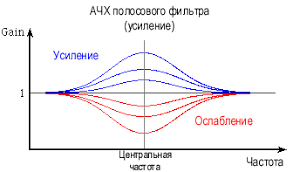 АЧХ полосового фильтра
(усиление)
Gain
Усиление
1
Ослабление
Центральная
частота
Частота